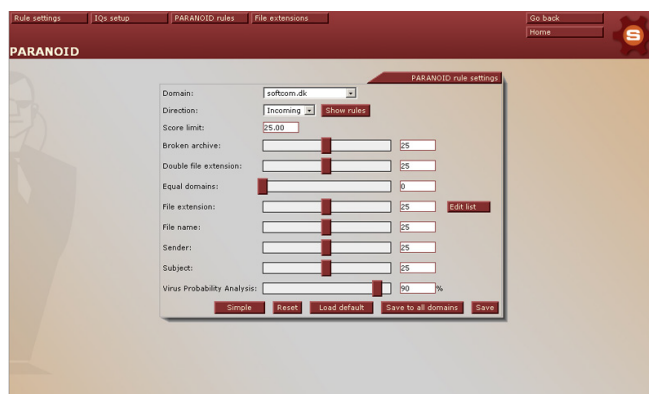 Rule settings IQs setup PARANOID rules File extensions Go back
Home
S
PARANOID
PARANOID rule settings
Domain: softcom.dk
Direction: Incoming Show rules
Score limit: 25.00
Broken archive: 25
Double file extension: 25
Equal domains: 0
File extension: 25 Edit list
File name: 25
Sender: 25
Subject: 25
Virus Probability Analysis: 90 %
Simple Reset Load default Save to all domains Save